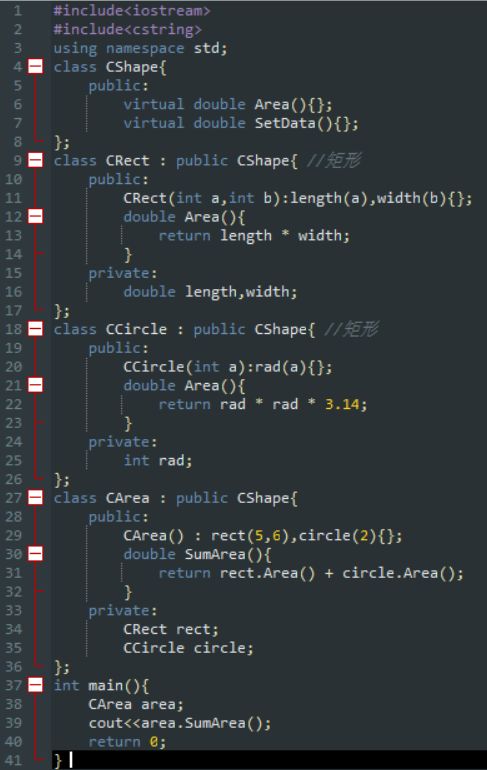 1 #include<iostream>
2 #include<cstring>
3 using namespace std;
4 class CShape{
5 public:
6 virtual double Area(){};
7 virtual double SetData(){};
8 };
9 class CRect : public CShape{ //矩形
10 public:
11 CRect(int a,int b):length(a),width(b){};
12 double Area(){
13 return length * width;
14 }
15 private:
16 double length,width;
17 };
18 class CCircle : public CShape{ //矩形
19 public:
20 CCircle(int a):rad(a){};
21 double Area(){
22 return rad * rad * 3.14;
23 }
24 private:
25 int rad;
26 };
27 class CArea : public CShape{
28 public:
29 CArea() : rect(5,6),circle(2){};
30 double SumArea(){
31 return rect.Area() + circle.Area();
32 }
33 private:
34 CRect rect;
35 CCircle circle;
36 };
37 int main(){
38 CArea area;
39 cout<<area.SumArea();
40 return 0;
41 }